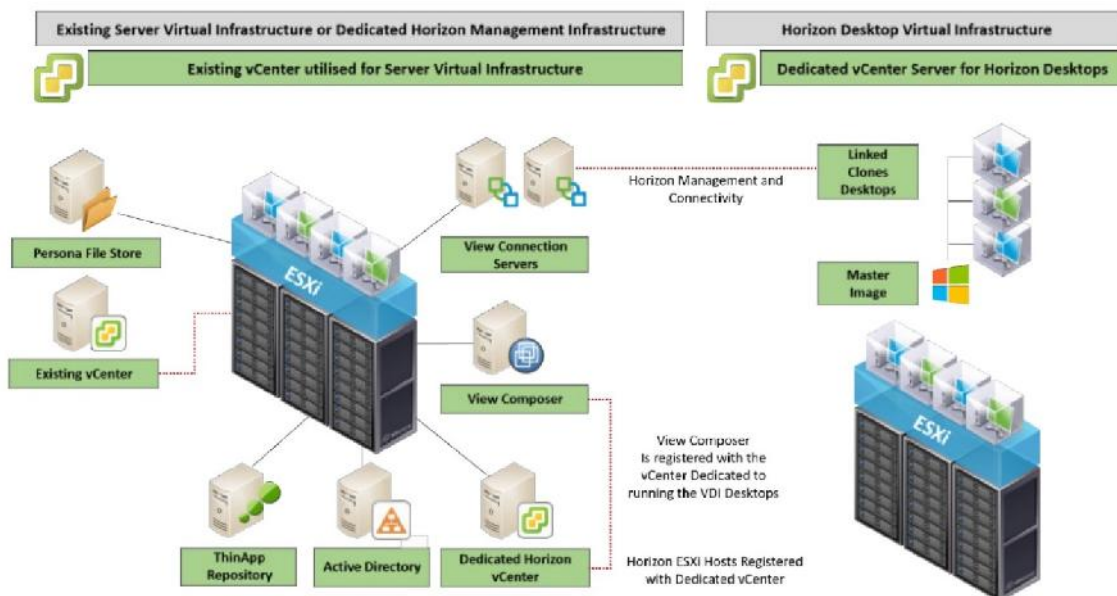 Existing Server Virtual Infrastructure or Dedicated Horizon Management Infrastructure
Horizon Desktop Virtual Infrastructure
Existing vCenter utilised for Server Virtual Infrastructure
Dedicated vCenter Server for Horizon Desktops
Persona File Store
ESXi
View Connection
Servers
Horizon Management and
Connectivity
Linked
Clones
Desktops
Master
Image
Existing vCenter
View Composer
ESXi
View Composer
Is registered with the
vCenter Dedicated to
running the VDI Desktops
ThinApp
Repository
Active Directory
Dedicated Horizon
vCenter
Horizon ESXi Hosts Registered
with Dedicated vCenter